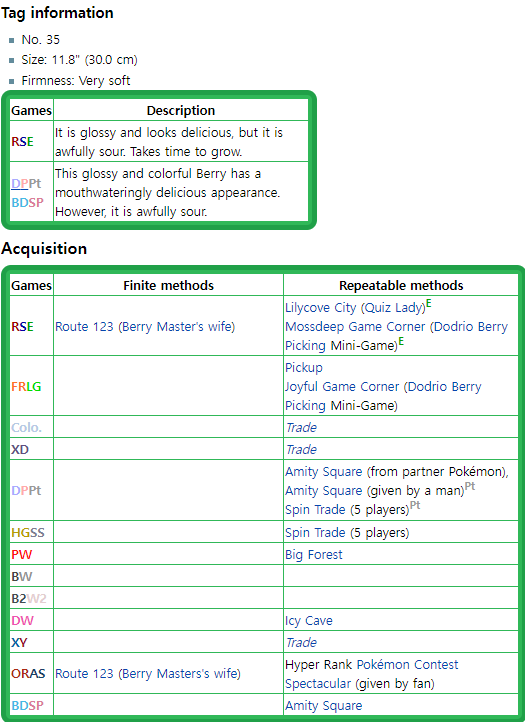 Tag information
No. 35
Size: 11.8" (30.0 cm)
Firmness: Very soft
Games Description
RSE It is glossy and looks delicious, but it is
awfully sour. Takes time to grow.
DPPt This glossy and colorful Berry has a
BDSP mouthwateringly delicious appearance.
However, it is awfully sour.
Acquisition
Games Finite methods Repeatable methods
Lilycove City (Quiz Lady)E
RSE Route 123 (Berry Master's wife) Mossdeep Game Corner (Dodrio Berry
Picking Mini-Game)E
Pickup
FRLG Joyful Game Corner (Dodrio Berry
Picking Mini-Game)
Colo. Trade
XD Trade
Amity Square (from partner Pokémon),
DPPt Amity Square (given by a man)Pt
Spin Trade (5 players)Pt
HGSS Spin Trade (5 players)
PW Big Forest
BW
B2W2
DW Icy Cave
XY Trade
ORAS Route 123 (Berry Masters's wife) Hyper Rank Pokémon Contest
Spectacular (given by fan)
BDSP Amity Square